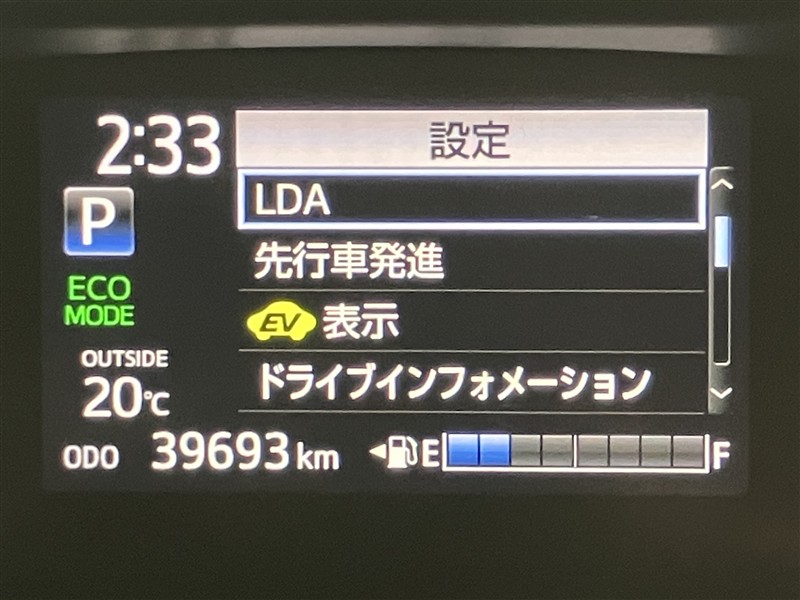 2:33
設定
P
LDA
先行車発進
ECO
MODE
EV 表示
OUTSIDE
20℃
ドライブインフォメーション
ODO 39693 km
E F